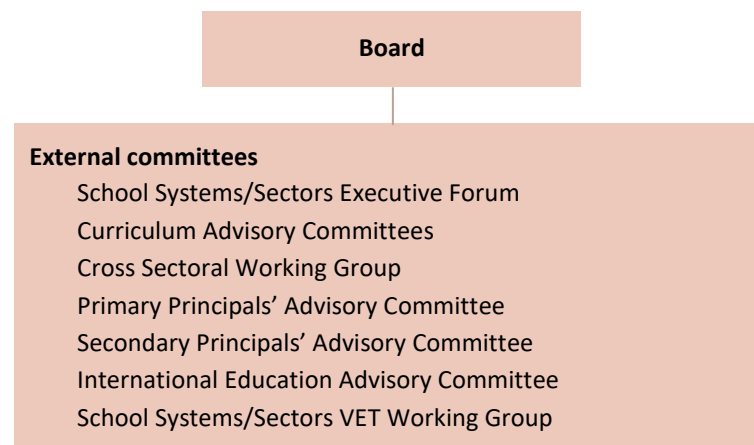 Board
External committees
School Systems/Sectors Executive Forum
Curriculum Advisory Committees
Cross Sectoral Working Group
Primary Principals’ Advisory Committee
Secondary Principals’ Advisory Committee
International Education Advisory Committee
School Systems/Sectors VET Working Group